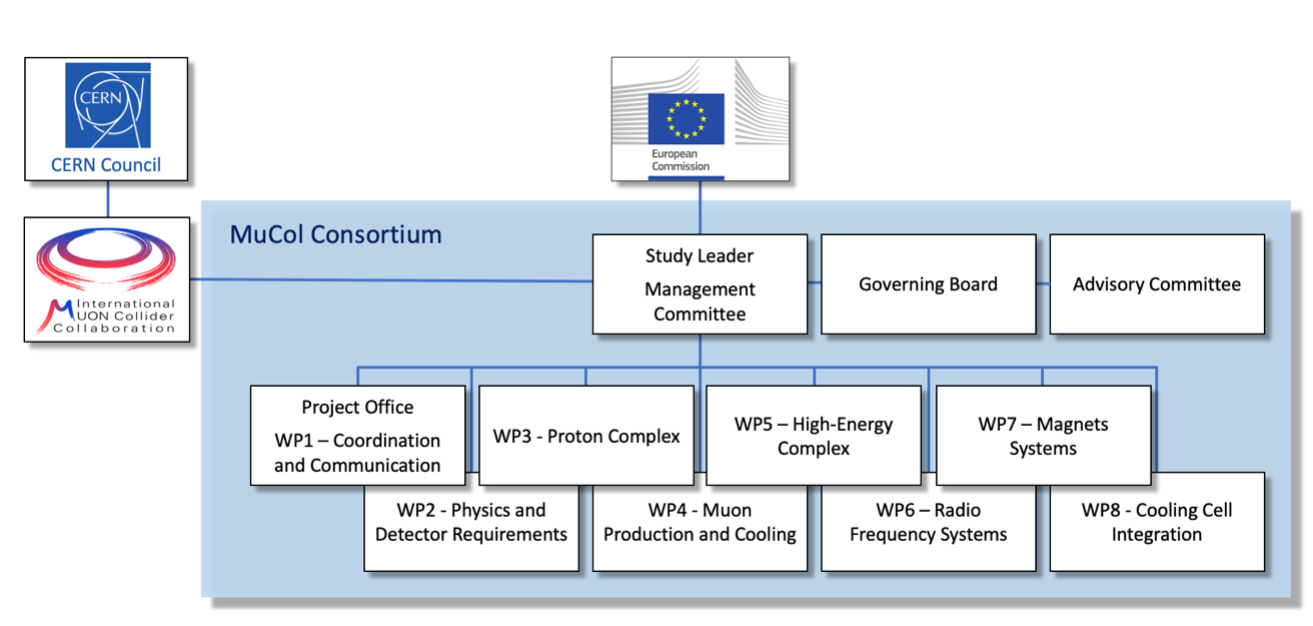 CERN
CERN Council
European
Commission
International
MUON Collider
Collaboration
MuCol Consortium
Study Leader
Management
Committee
Governing Board
Advisory Committee
Project Office
WP1 – Coordination
and Communication
WP3 - Proton Complex
WP5 – High-Energy
Complex
WP7 – Magnets
Systems
WP2 - Physics and
Detector Requirements
WP4 - Muon
Production and Cooling
WP6 – Radio
Frequency Systems
WP8 - Cooling Cell
Integration